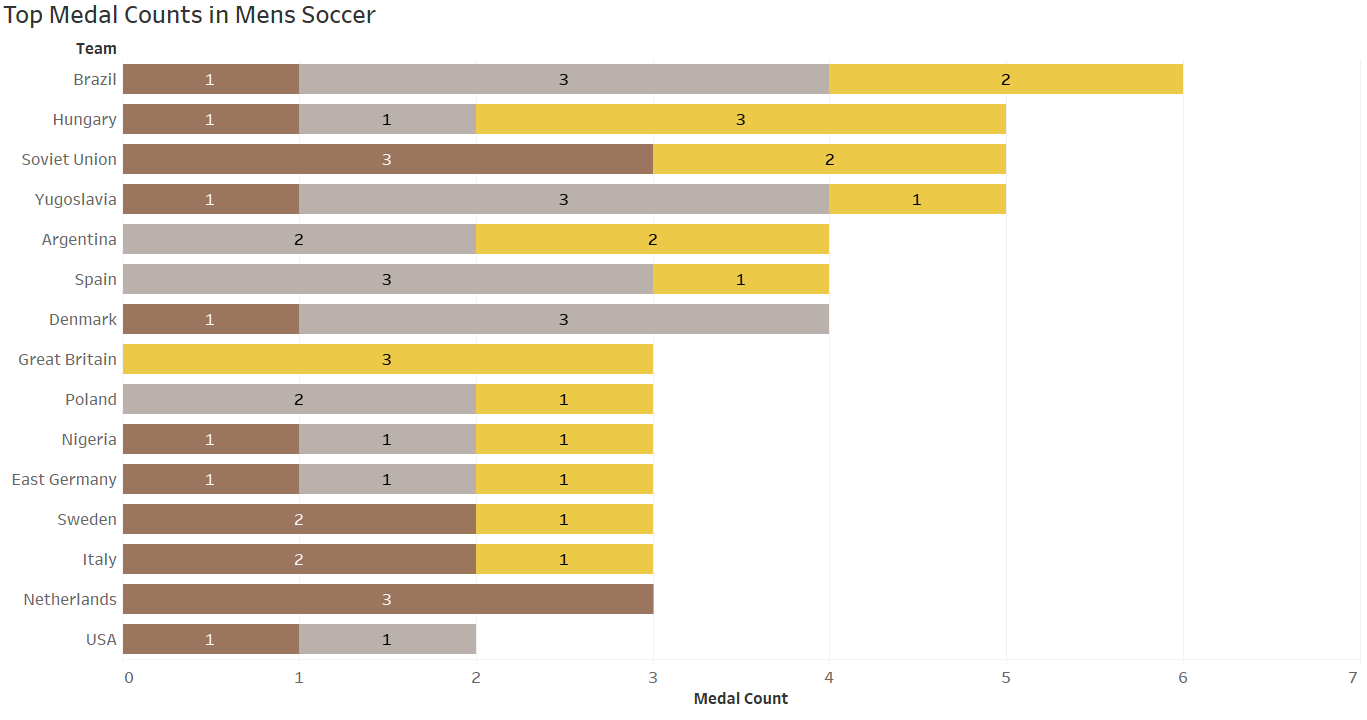 Top Medal Counts in Mens Soccer
Team
Brazil 1 3 2
Hungary 1 1 3
Soviet Union 3 2
Yugoslavia 1 3 1
Argentina 2 2
Spain 3 1
Denmark 1 3
Great Britain 3
Poland 2 1
Nigeria 1 1 1
East Germany 1 1 1
Sweden 2 1
Italy 2 1
Netherlands 3
USA 1 1
0 1 2 3 4 5 6 7
Medal Count